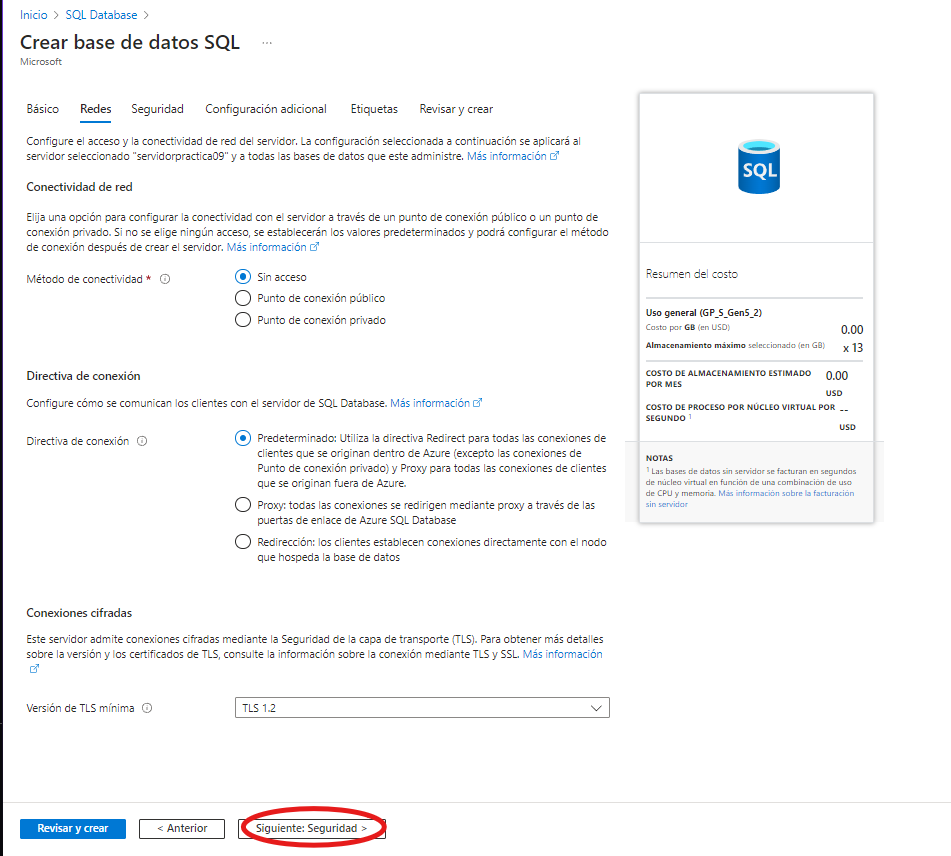 Inicio > SQL Database >
Crear base de datos SQL ...
Microsoft
Básico Redes Seguridad Configuración adicional Etiquetas Revisar y crear
Configure el acceso y la conectividad de red del servidor. La configuración seleccionada a continuación se aplicará al
servidor seleccionado "servidorpractica09" y a todas las bases de datos que este administre. Más información
Conectividad de red
Elija una opción para configurar la conectividad con el servidor a través de un punto de conexión público o un punto de
conexión privado. Si no se elige ningún acceso, se establecerán los valores predeterminados y podrá configurar el método
de conexión después de crear el servidor. Más información
Método de conectividad *
Sin acceso
Punto de conexión público
Punto de conexión privado
Directiva de conexión
Configure cómo se comunican los clientes con el servidor de SQL Database. Más información
Directiva de conexión
Predeterminado: Utiliza la directiva Redirect para todas las conexiones de
clientes que se originan dentro de Azure (excepto las conexiones de
Punto de conexión privado) y Proxy para todas las conexiones de clientes
que se originan fuera de Azure.
Proxy: todas las conexiones se redirigen mediante proxy a través de las
puertas de enlace de Azure SQL Database
Redirección: los clientes establecen conexiones directamente con el nodo
que hospeda la base de datos
Conexiones cifradas
Este servidor admite conexiones cifradas mediante la Seguridad de la capa de transporte (TLS). Para obtener más detalles
sobre la versión y los certificados de TLS, consulte la información sobre la conexión mediante TLS y SSL. Más información
Versión de TLS mínima
TLS 1.2
Revisar y crear
< Anterior
Siguiente: Seguridad >
SQL
Resumen del costo
Uso general (GP_S_Gen5_2)
Costo por GB (en USD) 0.00
Almacenamiento máximo seleccionado (en GB) x 13
COSTO DE ALMACENAMIENTO ESTIMADO 0.00
POR MES
USD
COSTO DE PROCESO POR NÚCLEO VIRTUAL POR --
SEGUNDO 1
USD
NOTAS
1 Las bases de datos sin servidor se facturan en segundos
de núcleo virtual en función de una combinación de uso
de CPU y memoria. Más información sobre la facturación
sin servidor